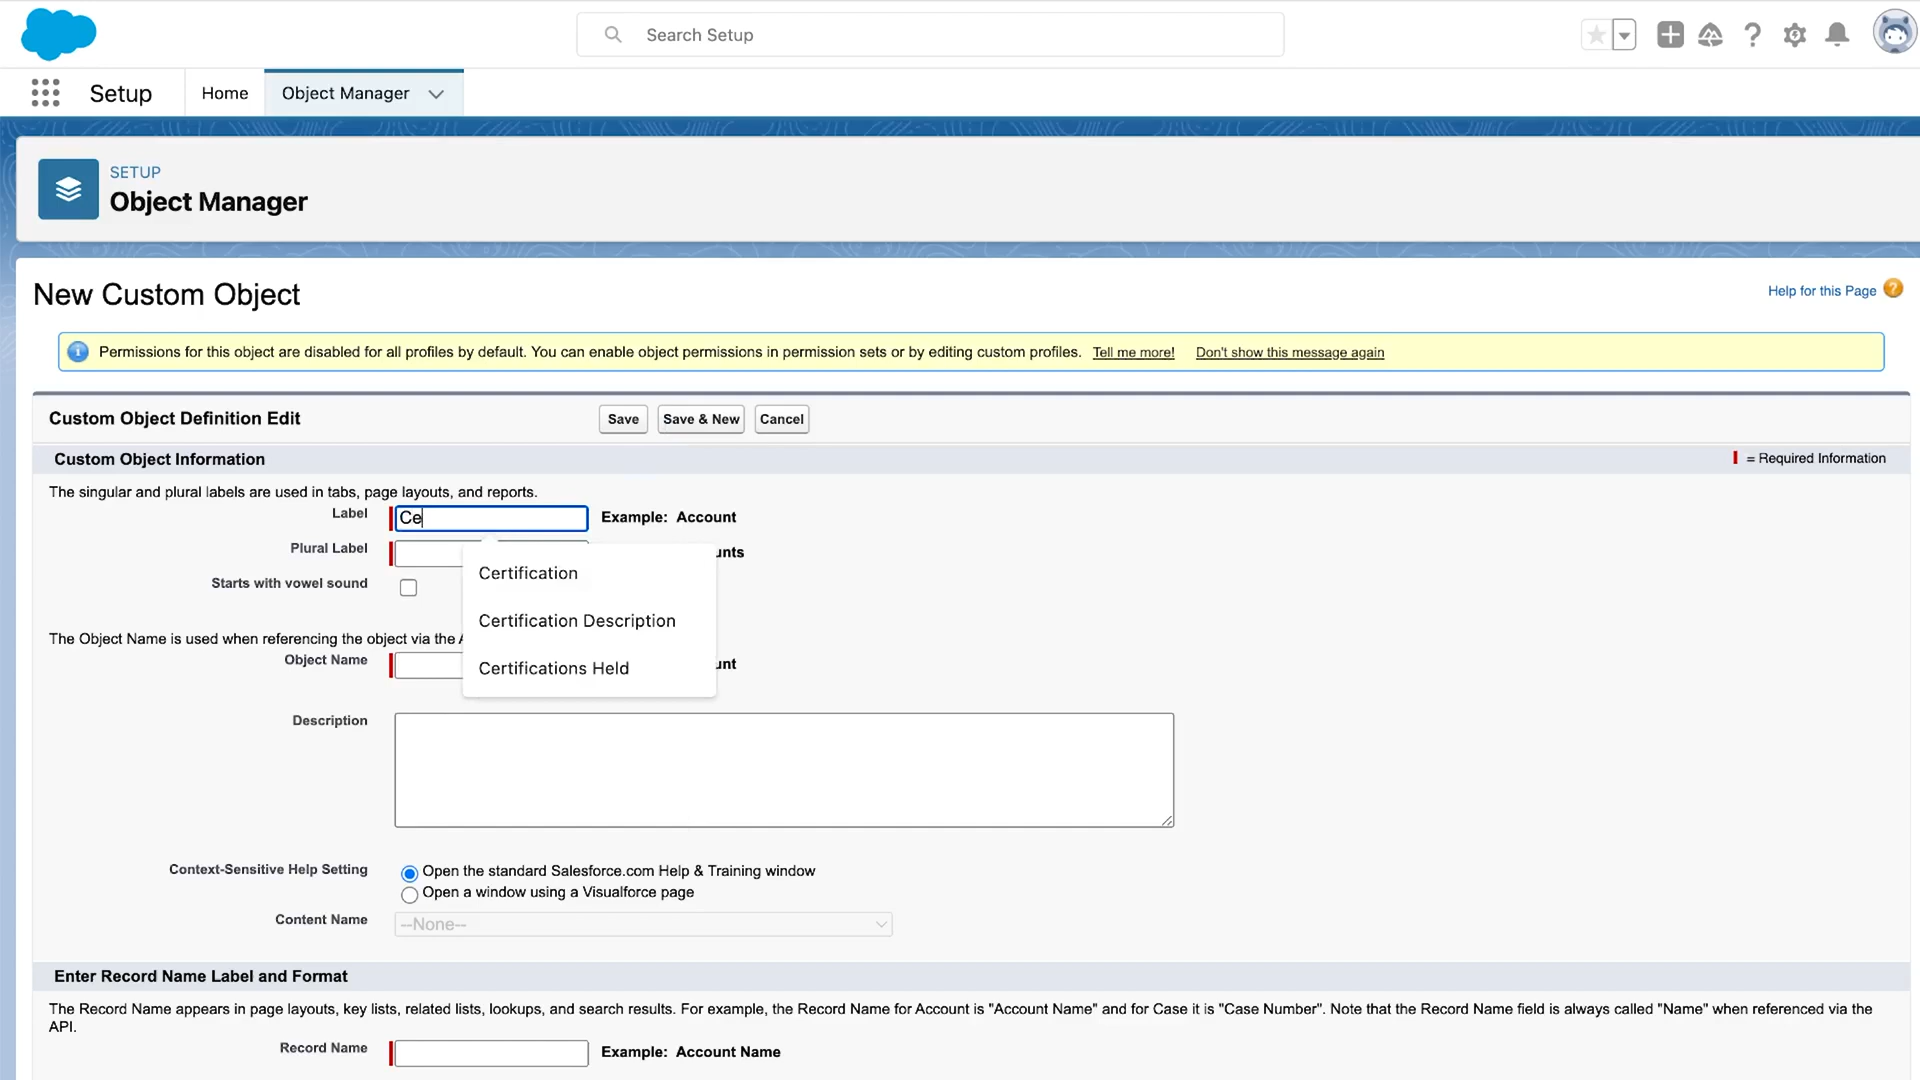 Search Setup
Setup
Home
Object Manager
SETUP
Object Manager
New Custom Object
Help for this Page
Permissions for this object are disabled for all profiles by default. You can enable object permissions in permission sets or by editing custom profiles. Tell me more! Don't show this message again
Custom Object Definition Edit
Save
Save & New
Cancel
Custom Object Information
= Required Information
The singular and plural labels are used in tabs, page layouts, and reports.
Label
Ce
Example: Account
Plural Label
unts
Certification
Starts with vowel sound
Certification Description
The Object Name is used when referencing the object via the A
Object Name
unt
Certifications Held
Description
Context-Sensitive Help Setting
Open the standard Salesforce.com Help & Training window
Open a window using a Visualforce page
Content Name
--None--
Enter Record Name Label and Format
The Record Name appears in page layouts, key lists, related lists, lookups, and search results. For example, the Record Name for Account is "Account Name" and for Case it is "Case Number". Note that the Record Name field is always called "Name" when referenced via the
API.
Record Name
Example: Account Name